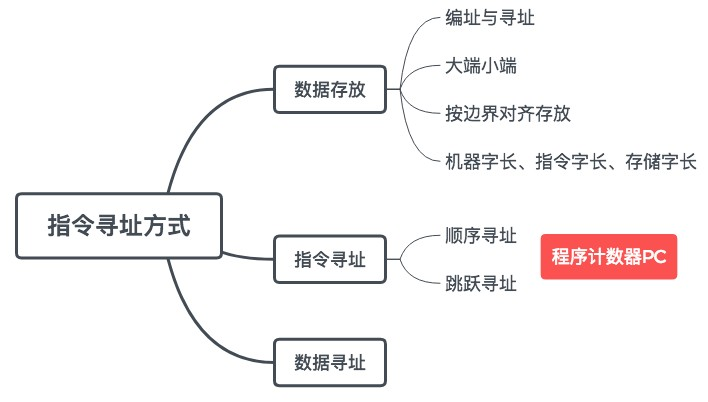 指令寻址方式
数据存放
编址与寻址
大端小端
按边界对齐存放
机器字长、指令字长、存储字长
指令寻址
顺序寻址
跳跃寻址
程序计数器PC
数据寻址